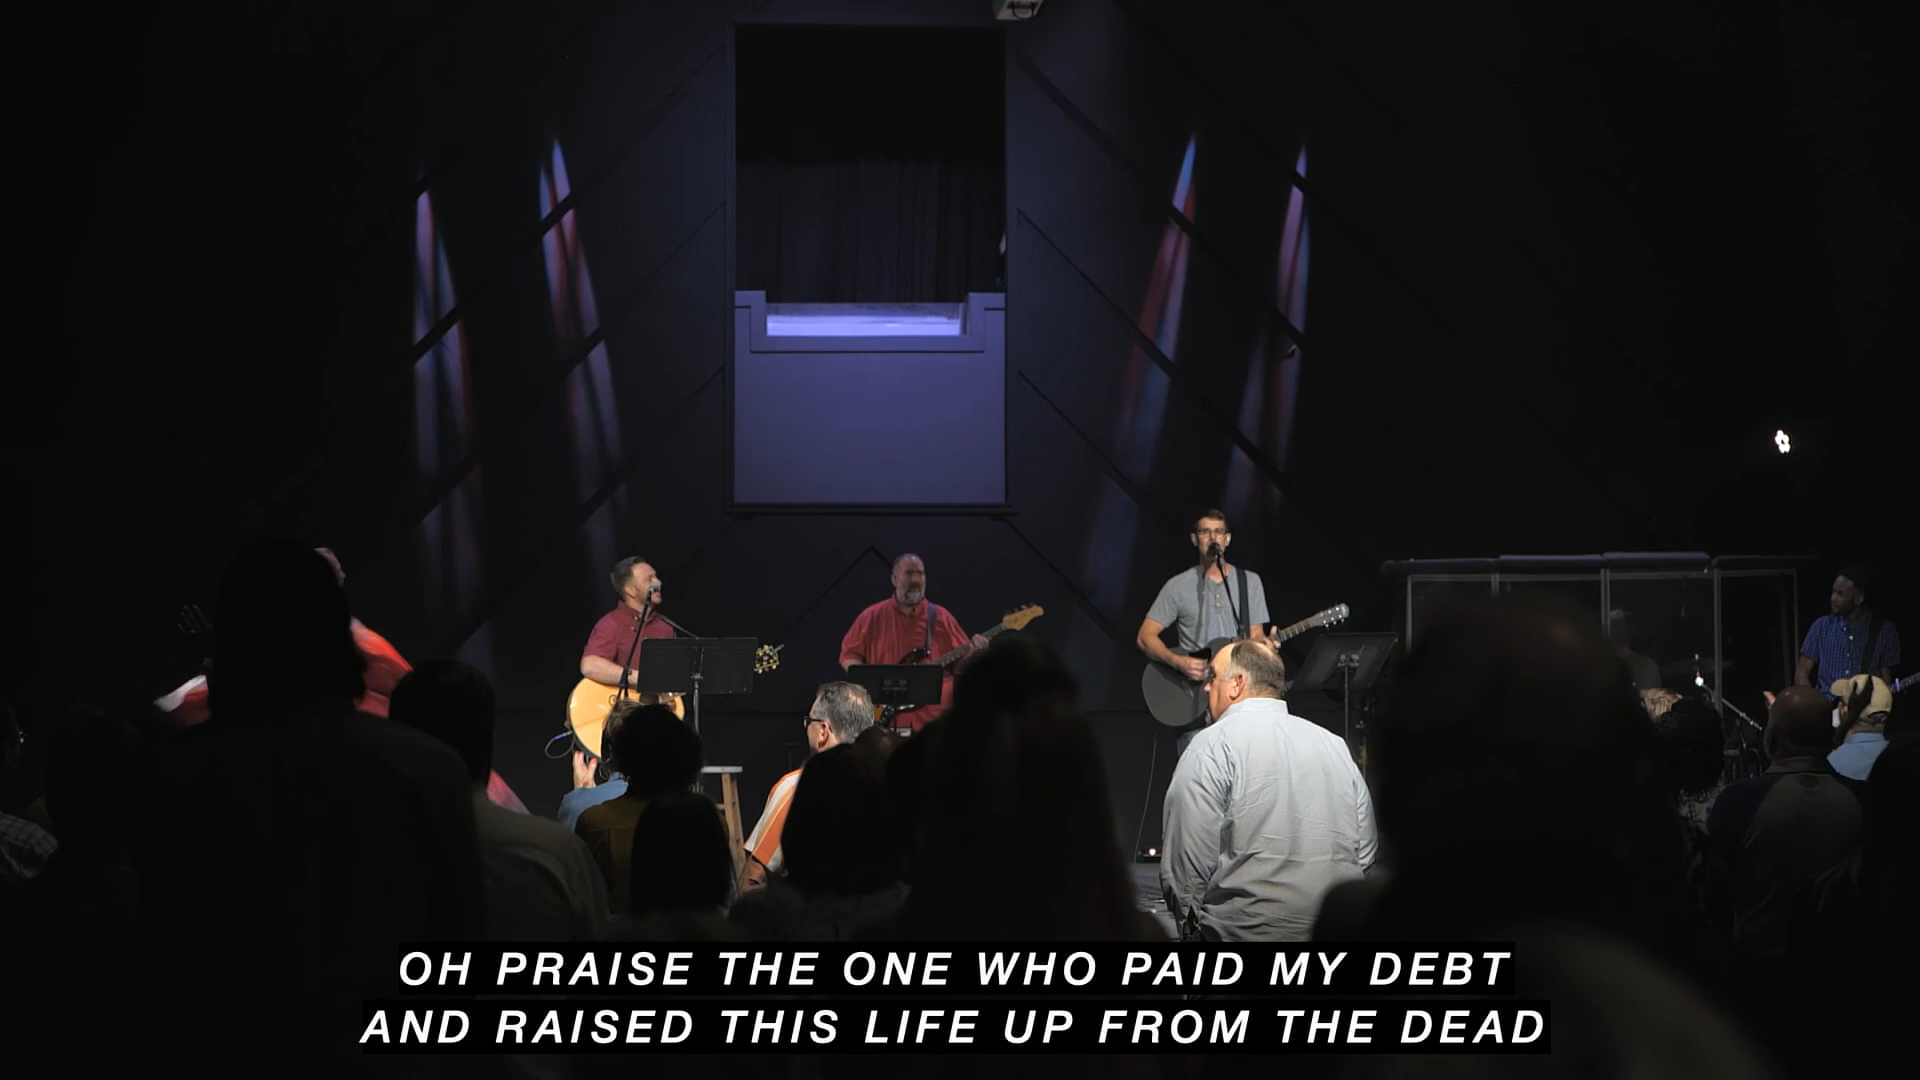 OH PRAISE THE ONE WHO PAID MY DEBT
AND RAISED THIS LIFE UP FROM THE DEAD